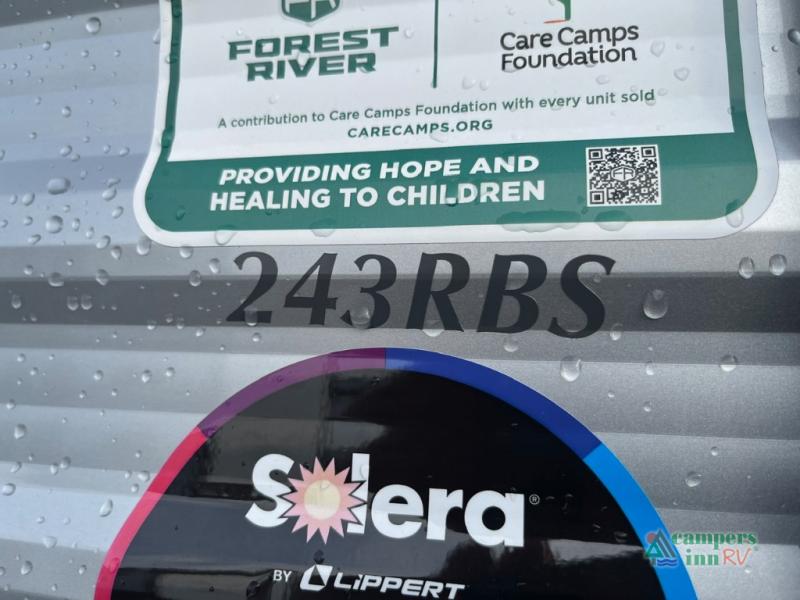 FOREST
RIVER
Care Camps
Foundation
A contribution to Care Camps Foundation with every unit sold
CARECAMPS.ORG
PROVIDING HOPE AND
HEALING TO CHILDREN
FR
243RBS
Solera®
BY LIPPERT
campers
inn RV